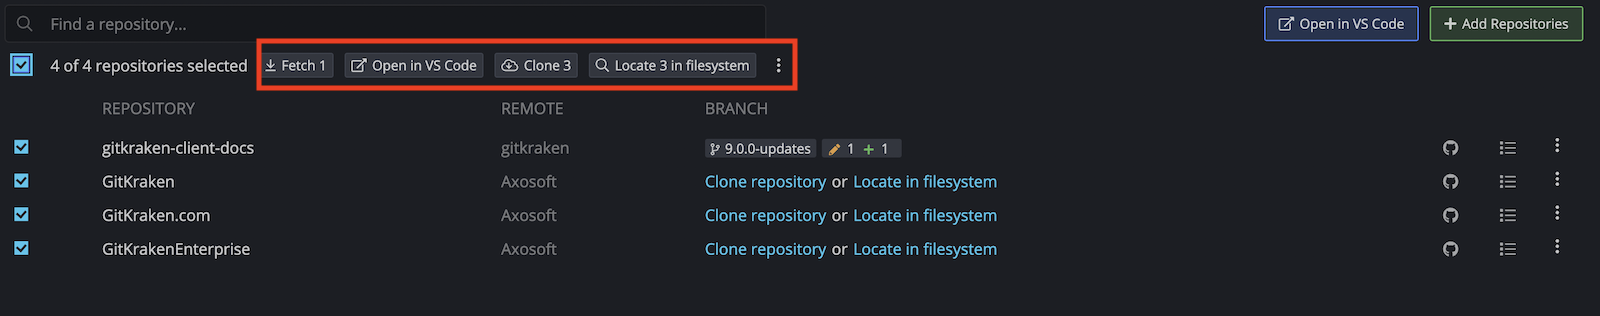 Find a repository... Open in VS Code + Add Repositories
4 of 4 repositories selected Fetch 1 Open in VS Code Clone 3 Locate 3 in filesystem
REPOSITORY REMOTE BRANCH
gitkraken-client-docs gitkraken 9.0.0-updates 1 + 1
GitKraken Axosoft Clone repository or Locate in filesystem
GitKraken.com Axosoft Clone repository or Locate in filesystem
GitKrakenEnterprise Axosoft Clone repository or Locate in filesystem